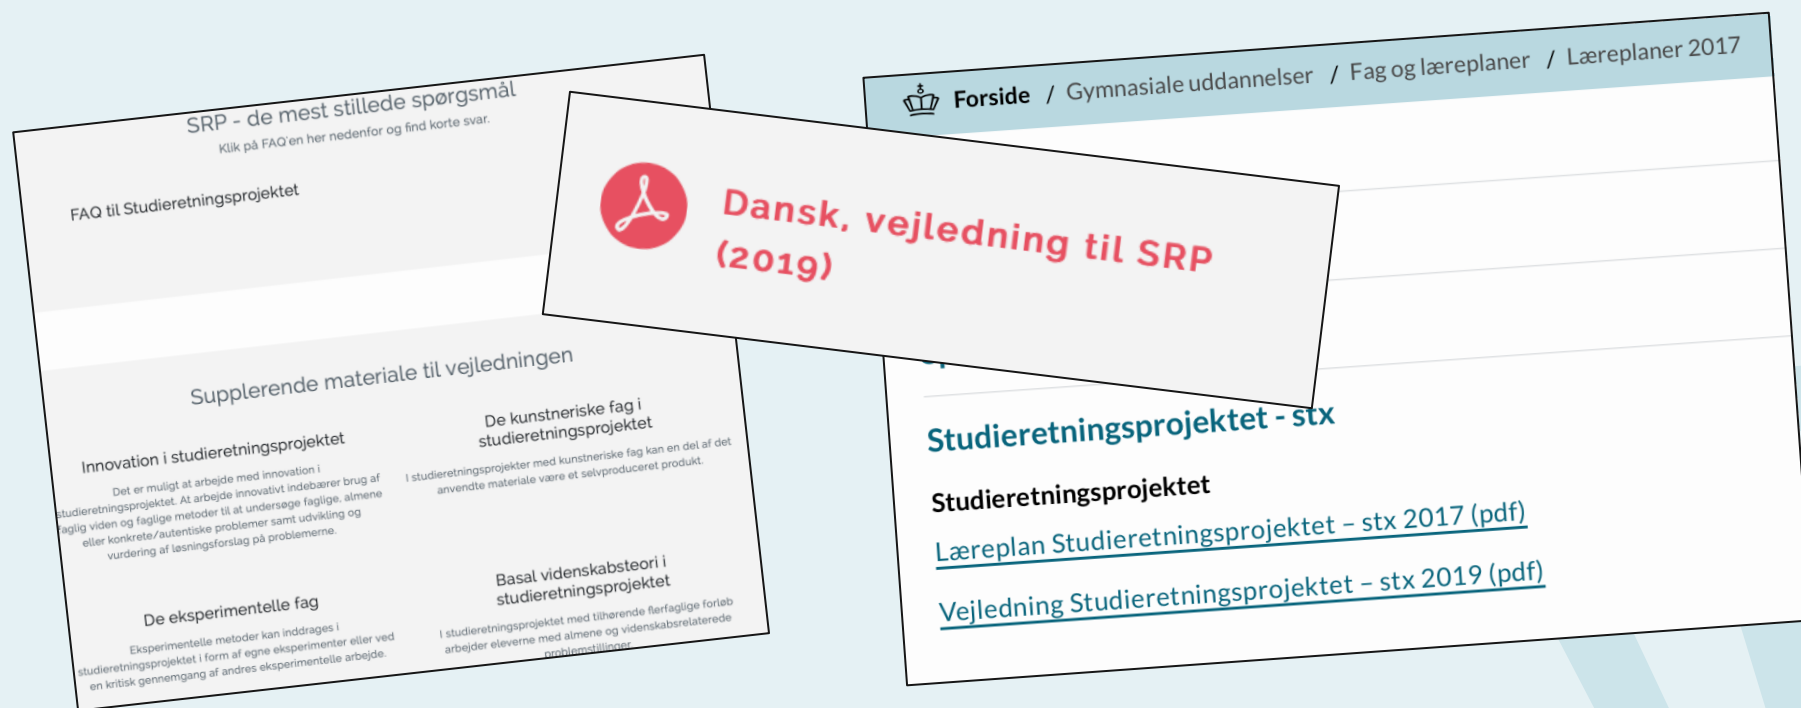 SRP - de mest stillede spørgsmål
Klik på FAQ'en her nedenfor og find korte svar.
FAQ til Studieretningsprojektet
Supplerende materiale til vejledningen
Innovation i studieretningsprojektet
Det er muligt at arbejde med innovation i
studieretningsprojektet. At arbejde innovativt indebærer brug af
faglig viden og faglige metoder til at undersøge faglige, almene
eller konkrete/autentiske problemer samt udvikling og
vurdering af løsningsforslag på problemerne.
De kunstneriske fag i
studieretningsprojektet
I studieretningsprojekter med kunstneriske fag kan en del af det
anvendte materiale være et selvproduceret produkt.
De eksperimentelle fag
Eksperimentelle metoder kan inddrages i
studieretningsprojektet i form af egne eksperimenter eller ved
en kritisk gennemgang af andres eksperimentelle arbejde.
Basal videnskabsteori i
studieretningsprojektet
I studieretningsprojektet med tilhørende flerfaglige forløb
arbejder eleverne med almene og videnskabsrelaterede
problemstillinger.
Dansk, vejledning til SRP
(2019)
Forside / Gymnasiale uddannelser / Fag og læreplaner / Læreplaner 2017
Studieretningsprojektet - stx
Studieretningsprojektet
Læreplan Studieretningsprojektet – stx 2017 (pdf)
Vejledning Studieretningsprojektet – stx 2019 (pdf)